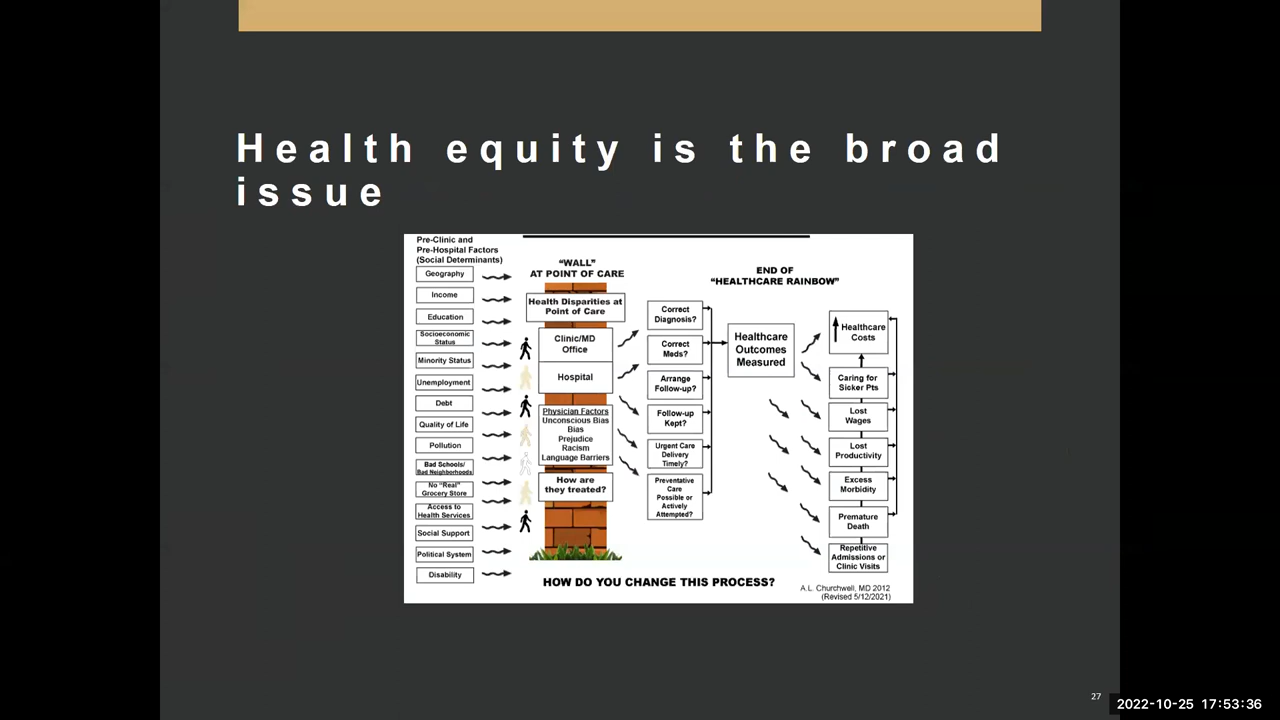 Health equity is the broad
issue
Pre-Clinic and
Pre-Hospital Factors
(Social Determinants)
Geography
Income
Education
Socioeconomic
Status
Minority Status
Unemployment
Debt
Quality of Life
Pollution
Bad Schools/
Bad Neighborhoods
No "Real"
Grocery Store
Access to
Health Services
Social Support
Political System
Disability
"WALL"
AT POINT OF CARE
Health Disparities at
Point of Care
Clinic/MD
Office
Hospital
Physician Factors
Unconscious Bias
Bias
Prejudice
Racism
Language Barriers
How are
they treated?
Correct
Diagnosis?
Correct
Meds?
Arrange
Follow-up?
Follow-up
Kept?
Urgent Care
Delivery
Timely?
Preventative
Care
Possible or
Actively
Attempted?
END OF
"HEALTHCARE RAINBOW"
Healthcare
Outcomes
Measured
Healthcare
Costs
Caring for
Sicker Pts
Lost
Wages
Lost
Productivity
Excess
Morbidity
Premature
Death
Repetitive
Admissions or
Clinic Visits
HOW DO YOU CHANGE THIS PROCESS?
A.L. Churchwell, MD 2012
(Revised 5/12/2021)
27
2022-10-25 17:53:36